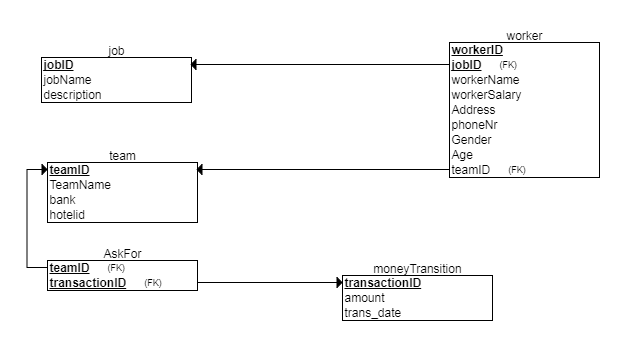 job
jobID
jobName
description
worker
workerID
jobID (FK)
workerName
workerSalary
Address
phoneNr
Gender
Age
teamID (FK)
team
teamID
TeamName
bank
hotelid
AskFor
teamID (FK)
transactionID (FK)
moneyTransition
transactionID
amount
trans_date